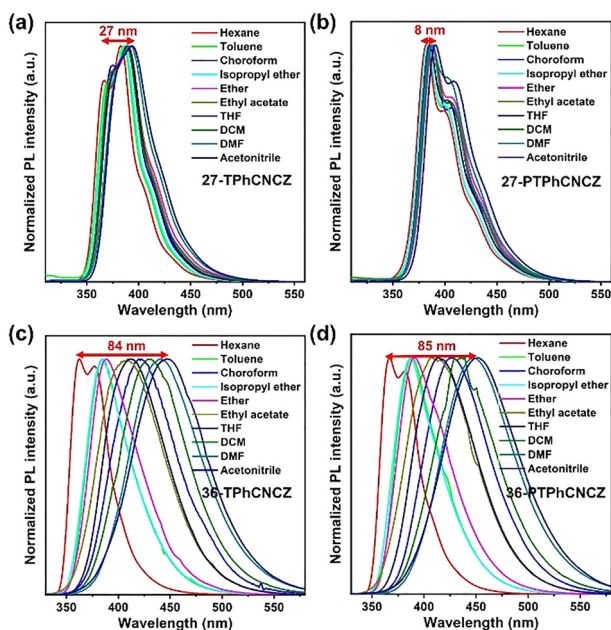 (a)
27 nm
Hexane
Toluene
Choroform
Isopropyl ether
Ether
Ethyl acetate
THF
DCM
DMF
Acetonitrile
27-TPhCNCZ
Normalized PL intensity (a.u.)
350 400 450 500 550
Wavelength (nm)
(b)
8 nm
Hexane
Toluene
Choroform
Isopropyl ether
Ether
Ethyl acetate
THF
DCM
DMF
Acetonitrile
27-PTPhCNCZ
Normalized PL intensity (a.u.)
350 400 450 500 550
Wavelength (nm)
(c)
84 nm
Hexane
Toluene
Choroform
Isopropyl ether
Ether
Ethyl acetate
THF
DCM
DMF
Acetonitrile
36-TPhCNCZ
Normalized PL intensity (a.u.)
350 400 450 500 550
Wavelength (nm)
(d)
85 nm
Hexane
Toluene
Choroform
Isopropyl ether
Ether
Ethyl acetate
THF
DCM
DMF
Acetonitrile
36-PTPhCNCZ
Normalized PL intensity (a.u.)
350 400 450 500 550
Wavelength (nm)